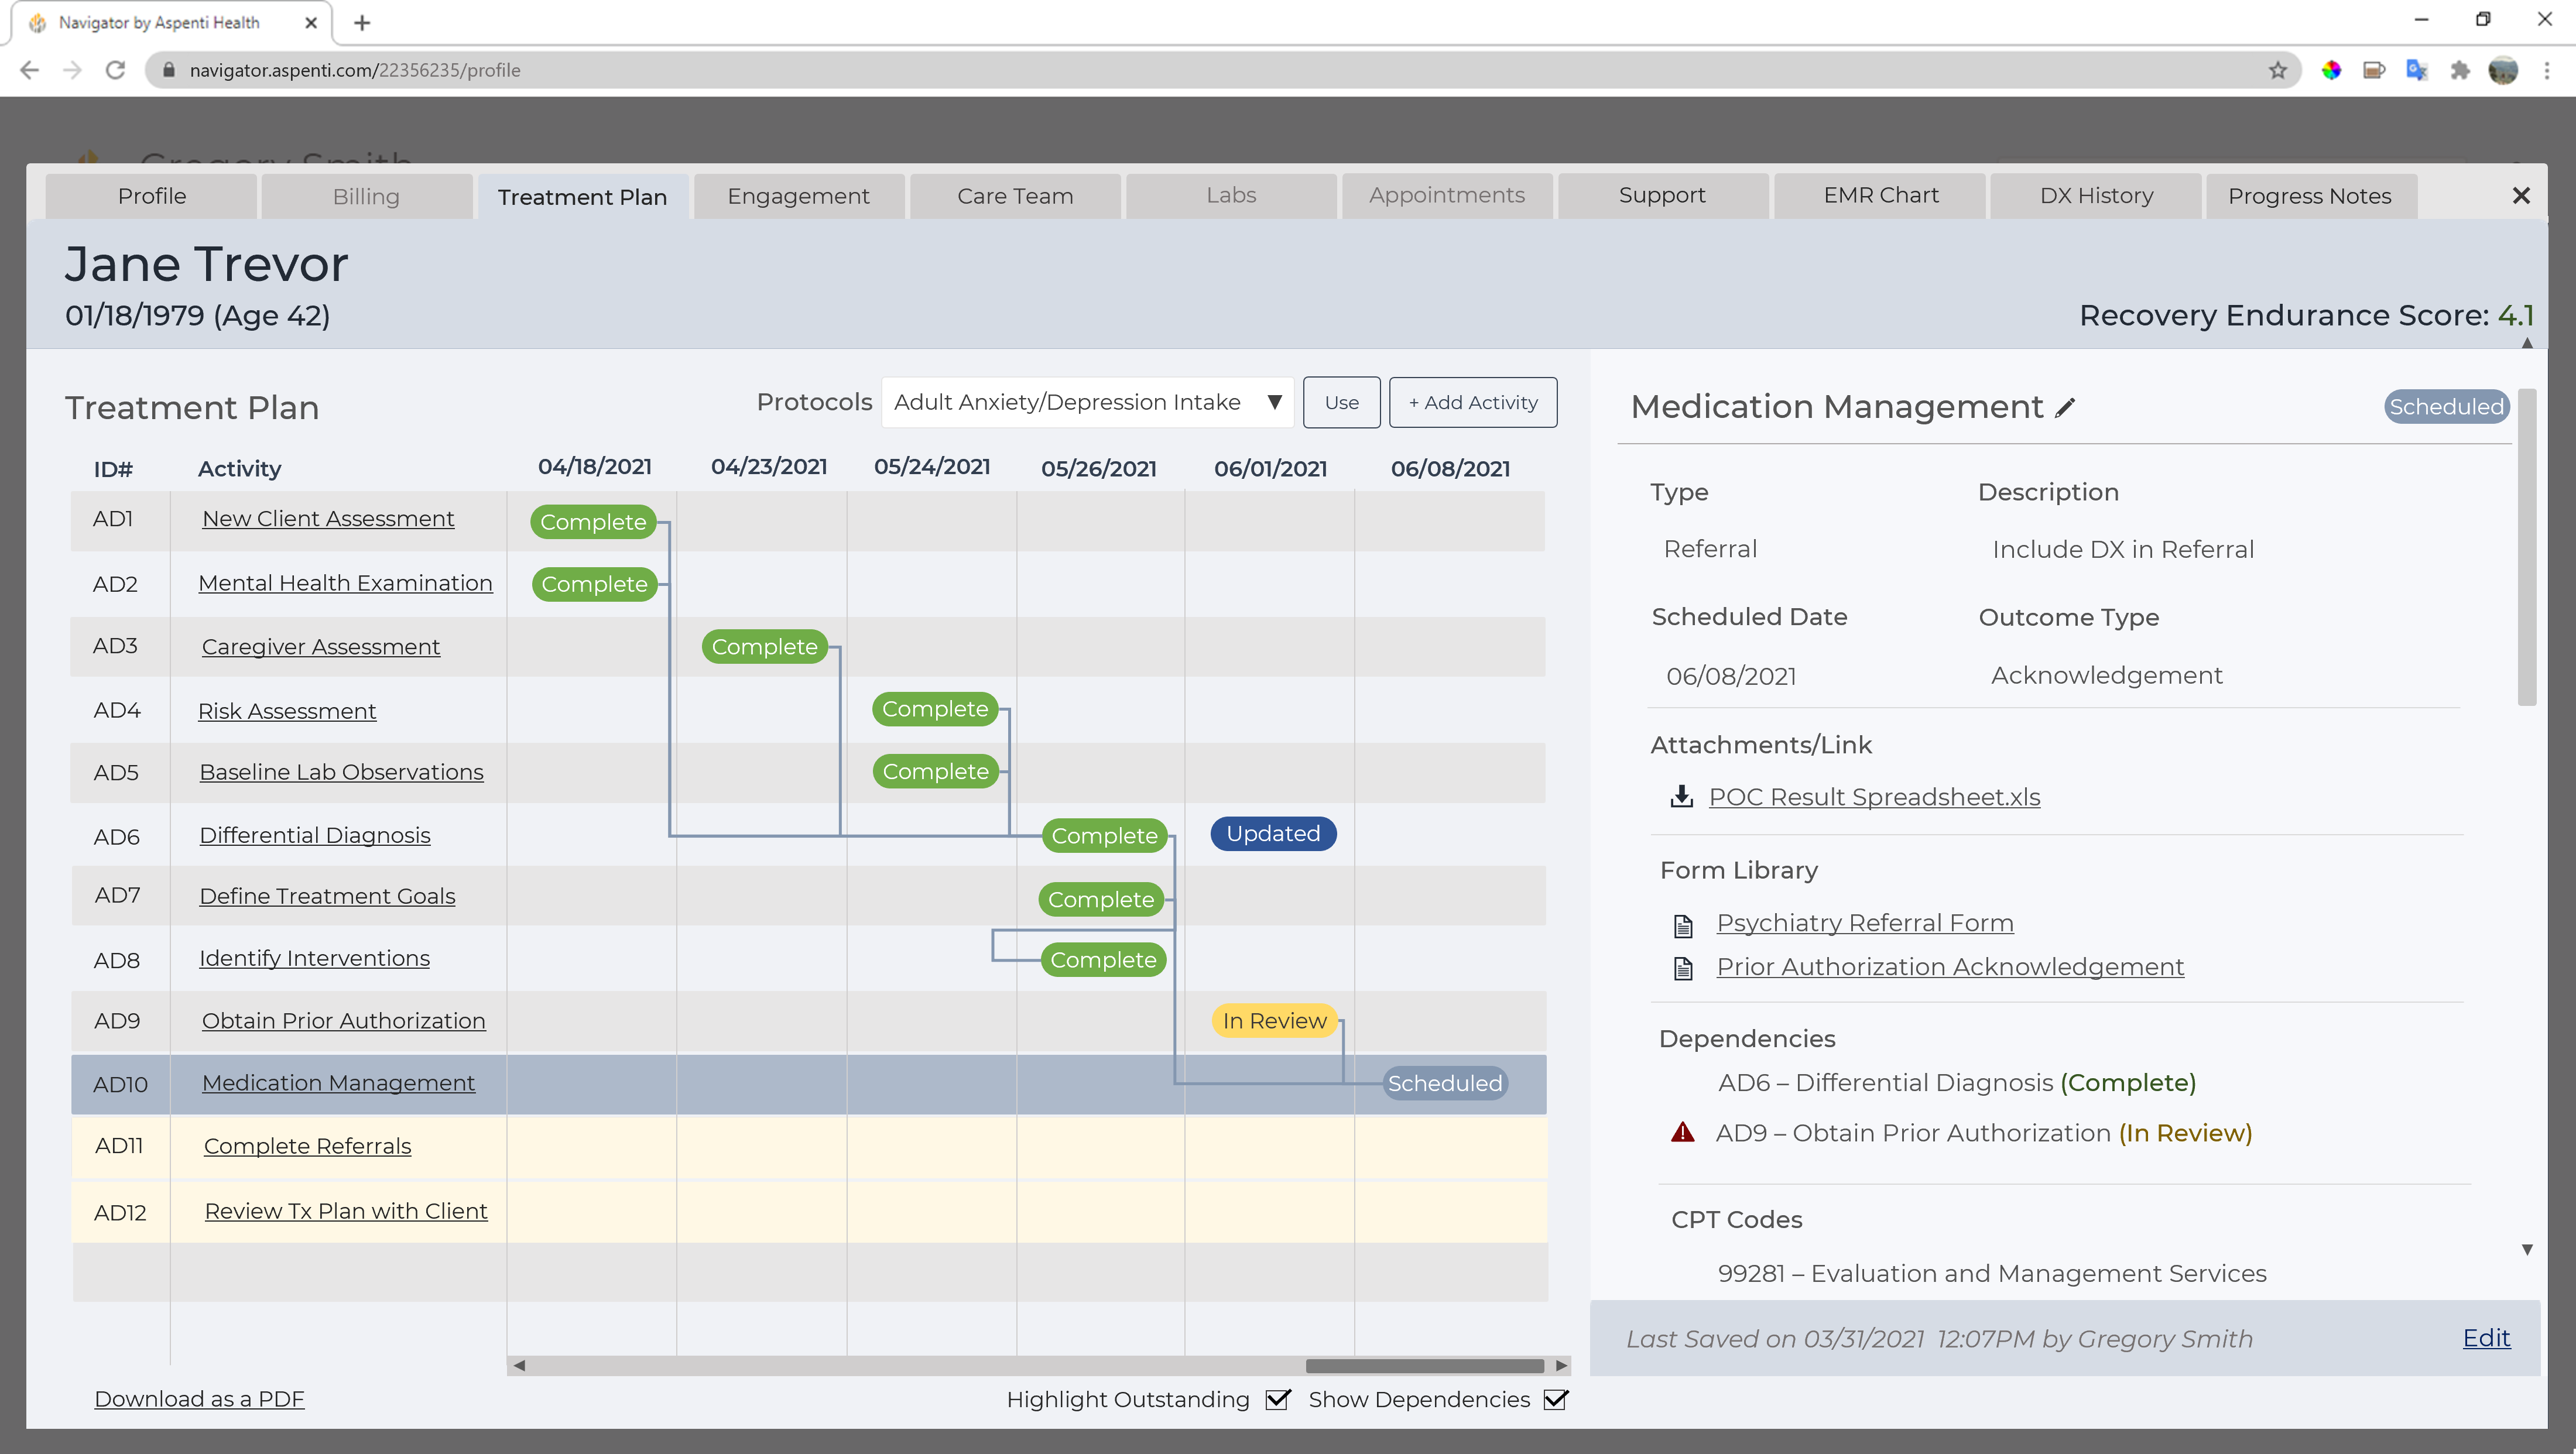 Navigator by Aspenti Health
navigator.aspenti.com/22356235/profile
Gregory Smith
Profile Billing Treatment Plan Engagement Care Team Labs Appointments Support EMR Chart DX History Progress Notes
Jane Trevor
01/18/1979 (Age 42)
Recovery Endurance Score: 4.1
Treatment Plan
Protocols Adult Anxiety/Depression Intake Use + Add Activity
ID# Activity 04/18/2021 04/23/2021 05/24/2021 05/26/2021 06/01/2021 06/08/2021
AD1 New Client Assessment Complete
AD2 Mental Health Examination Complete
AD3 Caregiver Assessment Complete
AD4 Risk Assessment Complete
AD5 Baseline Lab Observations Complete
AD6 Differential Diagnosis Complete Updated
AD7 Define Treatment Goals Complete
AD8 Identify Interventions Complete
AD9 Obtain Prior Authorization In Review
AD10 Medication Management Scheduled
AD11 Complete Referrals
AD12 Review Tx Plan with Client
Download as a PDF
Highlight Outstanding Show Dependencies
Medication Management Scheduled
Type Description
Referral Include DX in Referral
Scheduled Date Outcome Type
06/08/2021 Acknowledgement
Attachments/Link
POC Result Spreadsheet.xls
Form Library
Psychiatry Referral Form
Prior Authorization Acknowledgement
Dependencies
AD6 – Differential Diagnosis (Complete)
AD9 – Obtain Prior Authorization (In Review)
CPT Codes
99281 – Evaluation and Management Services
Last Saved on 03/31/2021 12:07PM by Gregory Smith Edit